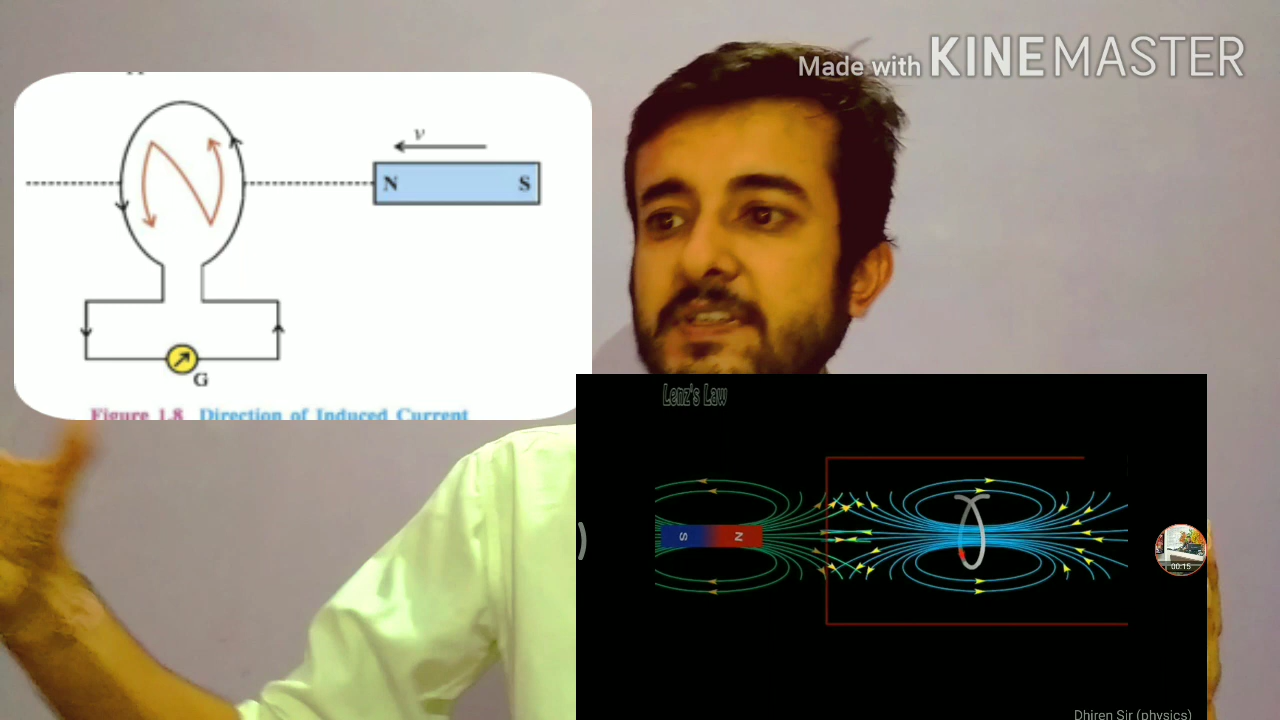 Made with KINEMASTER
v
N
S
N
G
Figure 1.8 Direction of Induced Current
Lenz's Law
S
N
00:15
Dhiren Sir (physics)